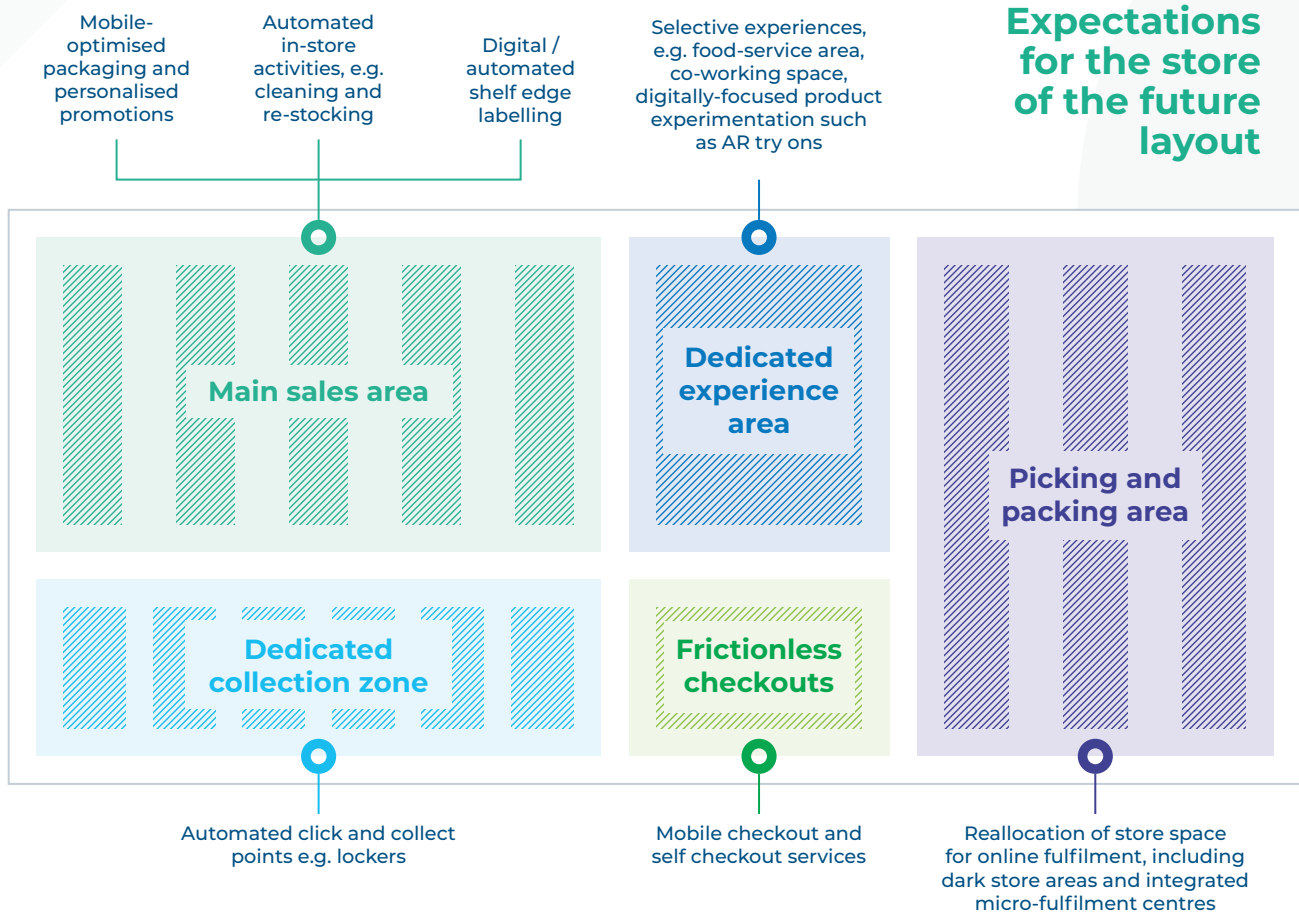 Expectations
for the store
of the future
layout
Mobile-
optimised
packaging and
personalised
promotions
Automated
in-store
activities, e.g.
cleaning and
re-stocking
Digital /
automated
shelf edge
labelling
Selective experiences,
e.g. food-service area,
co-working space,
digitally-focused product
experimentation such
as AR try ons
Main sales area
Dedicated
experience
area
Picking and
packing area
Dedicated
collection zone
Frictionless
checkouts
Automated click and collect
points e.g. lockers
Mobile checkout and
self checkout services
Reallocation of store space
for online fulfilment, including
dark store areas and integrated
micro-fulfilment centres